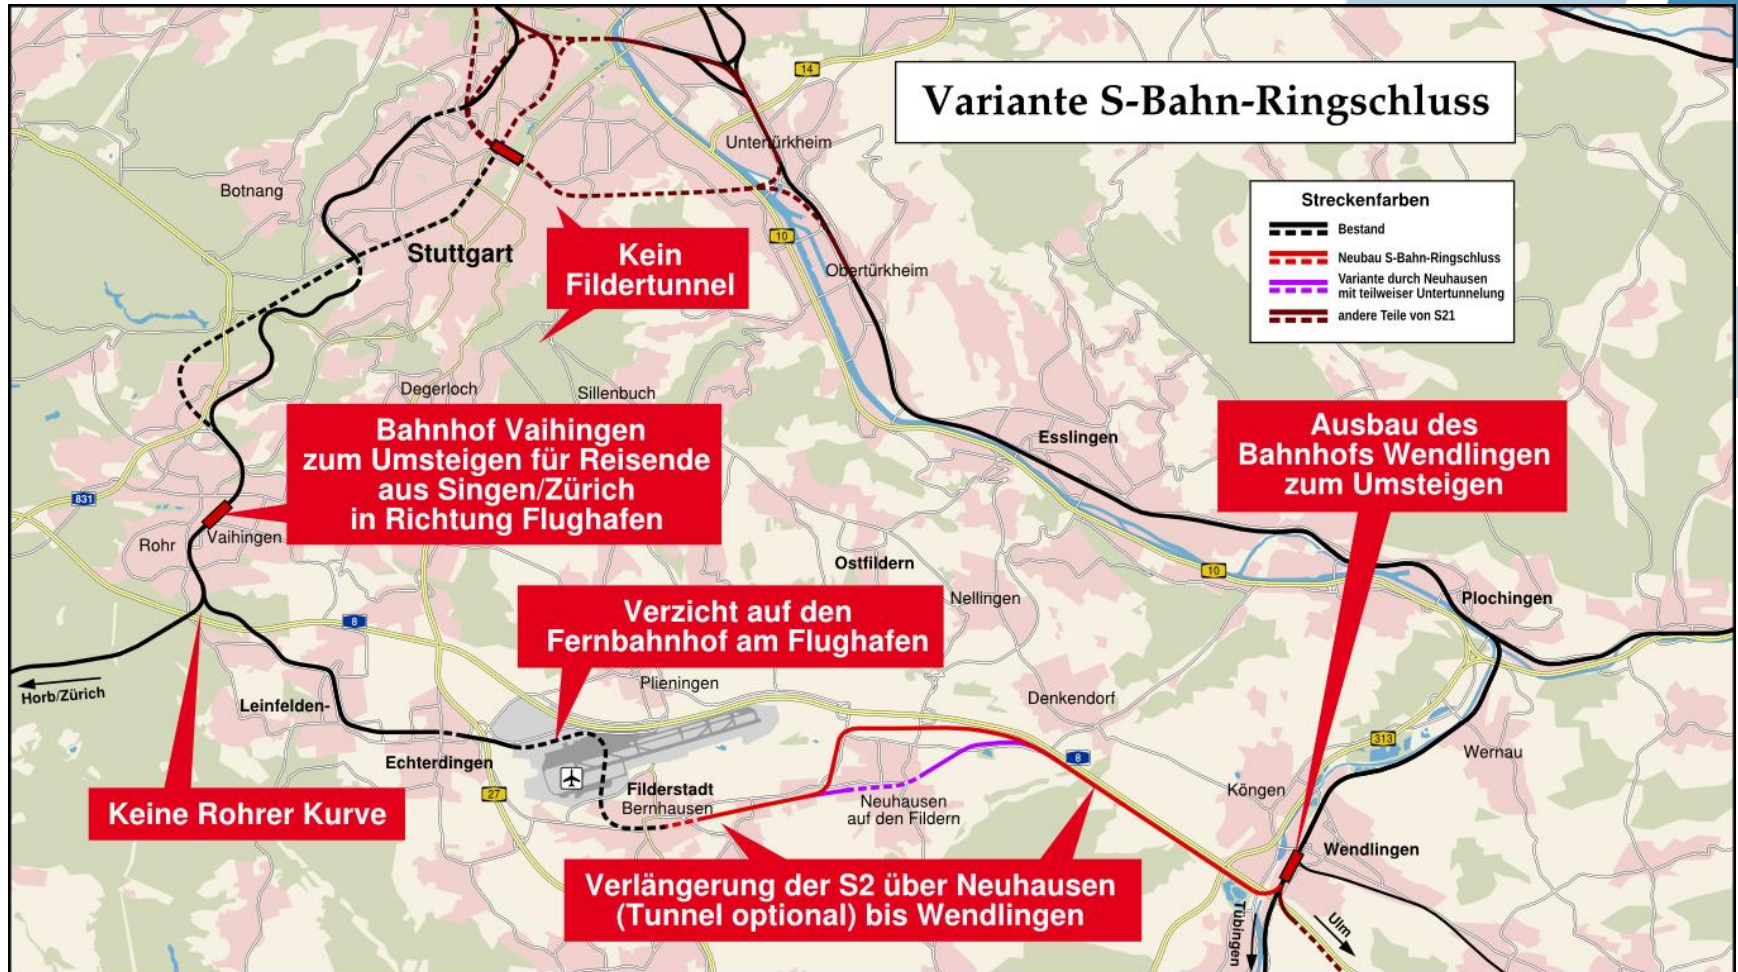 Variante S-Bahn-Ringschluss
Streckenfarben
Bestand
Neubau S-Bahn-Ringschluss
Variante durch Neuhausen
mit teilweiser Untertunnelung
andere Teile von S21
14
Untertürkheim
Botnang
Stuttgart
10
Kein
Fildertunnel
Obertürkheim
Degerloch
Sillenbuch
Bahnhof Vaihingen
zum Umsteigen für Reisende
aus Singen/Zürich
in Richtung Flughafen
Esslingen
Ausbau des
Bahnhofs Wendlingen
zum Umsteigen
831
Rohr
Vaihingen
Ostfildern
10
Nellingen
Plochingen
8
Verzicht auf den
Fernbahnhof am Flughafen
Horb/Zürich
Leinfelden-
Plieningen
Denkendorf
313
Wernau
Echterdingen
8
27
Filderstadt
Bernhausen
Neuhausen
auf den Fildern
Köngen
Keine Rohrer Kurve
Wendlingen
Verlängerung der S2 über Neuhausen
(Tunnel optional) bis Wendlingen
Tübingen
Ulm